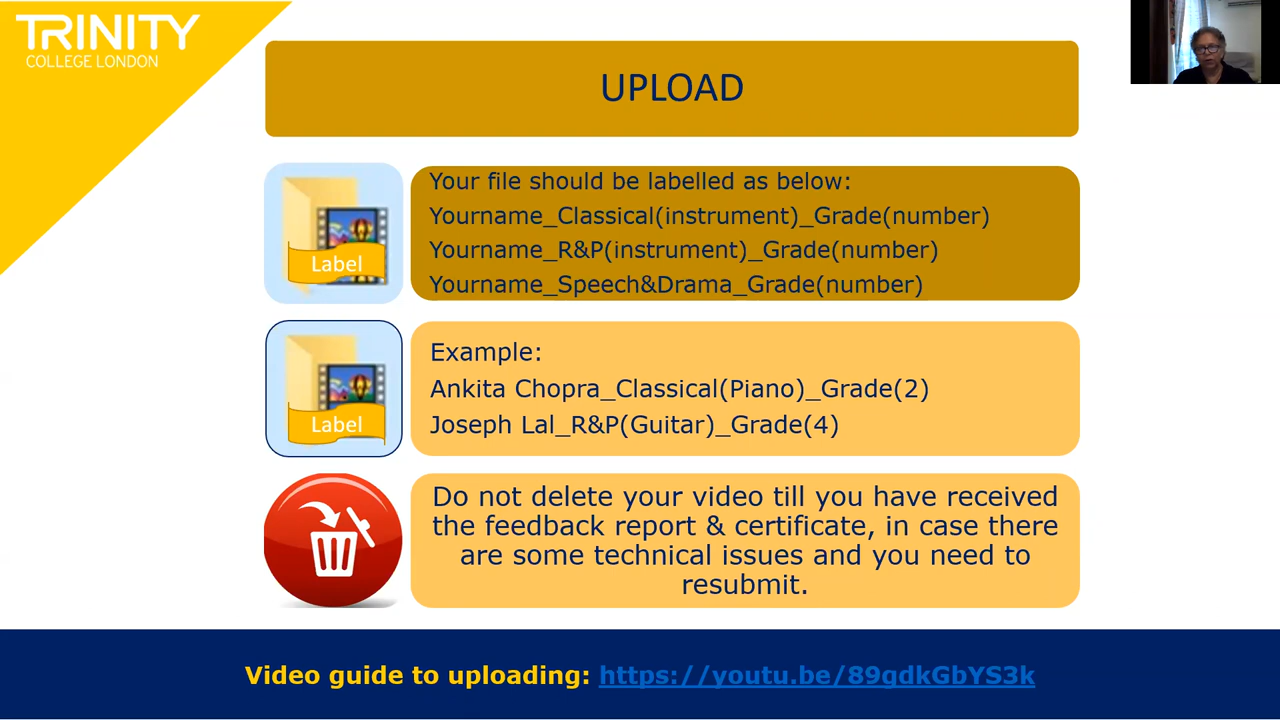 TRINITY
COLLEGE LONDON
UPLOAD
Label
Your file should be labelled as below:
Yourname_Classical(instrument)_Grade(number)
Yourname_R&P(instrument)_Grade(number)
Yourname_Speech&Drama_Grade(number)
Label
Example:
Ankita Chopra_Classical(Piano)_Grade(2)
Joseph Lal_R&P(Guitar)_Grade(4)
Do not delete your video till you have received
the feedback report & certificate, in case there
are some technical issues and you need to
resubmit.
Video guide to uploading: https://youtu.be/89gdkGbYS3k